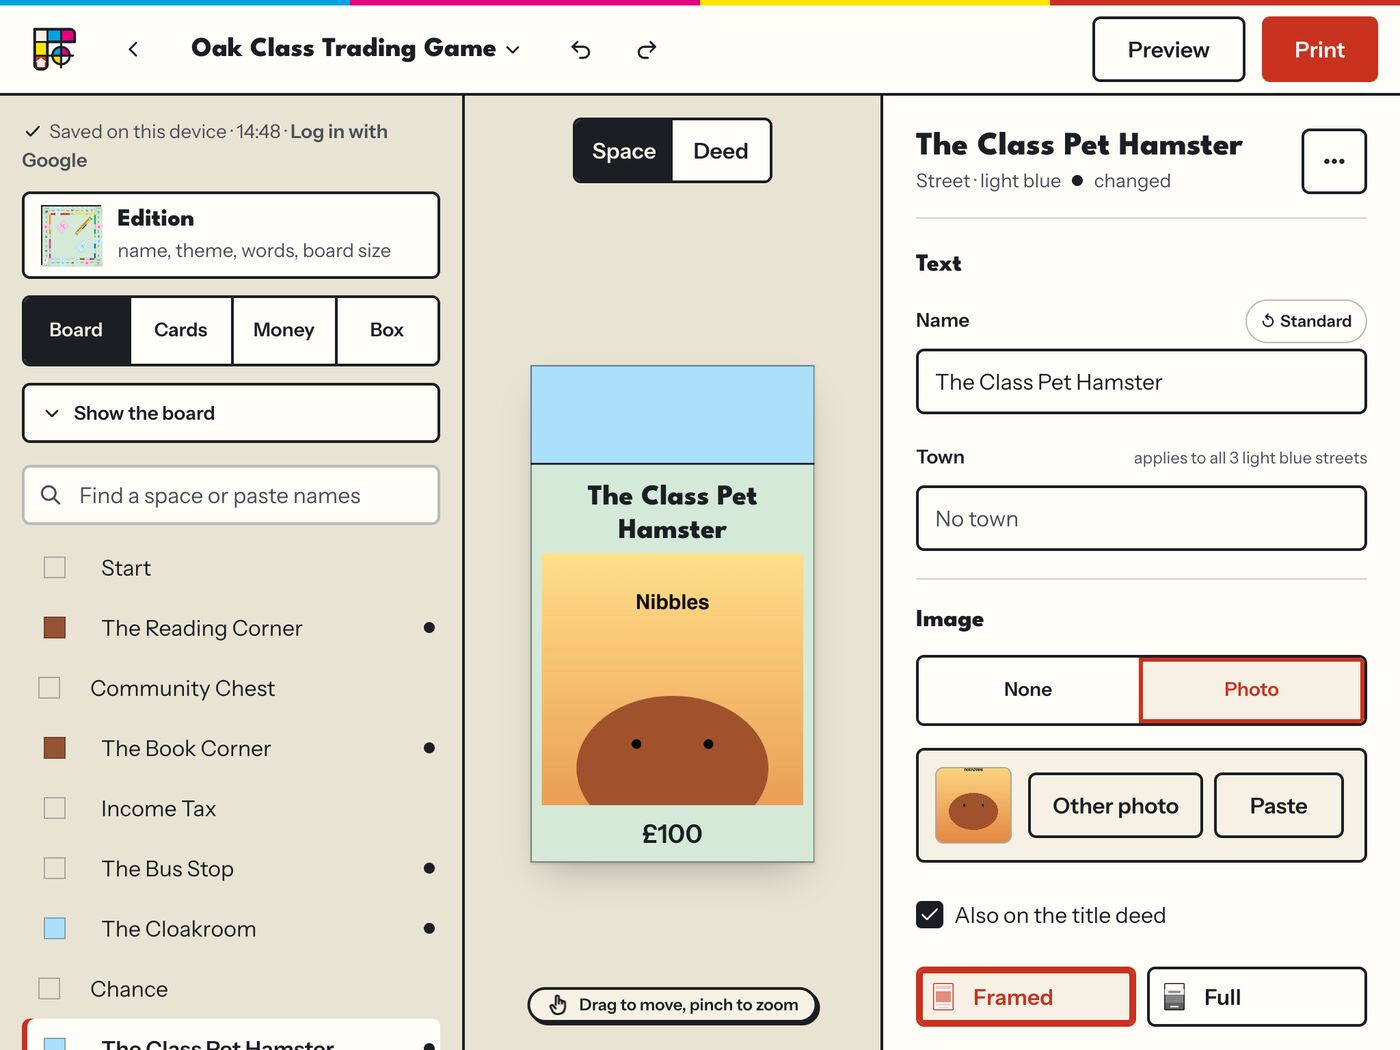 Oak Class Trading Game
Preview
Print
Saved on this device · 14:48 · Log in with
Google
Edition
name, theme, words, board size
Board
Cards
Money
Box
Show the board
Find a space or paste names
Start
The Reading Corner
Community Chest
The Book Corner
Income Tax
The Bus Stop
The Cloakroom
Chance
The Class Pet Hamster
Space
Deed
The Class Pet
Hamster
Nibbles
£100
Drag to move, pinch to zoom
The Class Pet Hamster
Street · light blue ● changed
Text
Name
Standard
The Class Pet Hamster
Town
applies to all 3 light blue streets
No town
Image
None
Photo
Other photo
Paste
Also on the title deed
Framed
Full